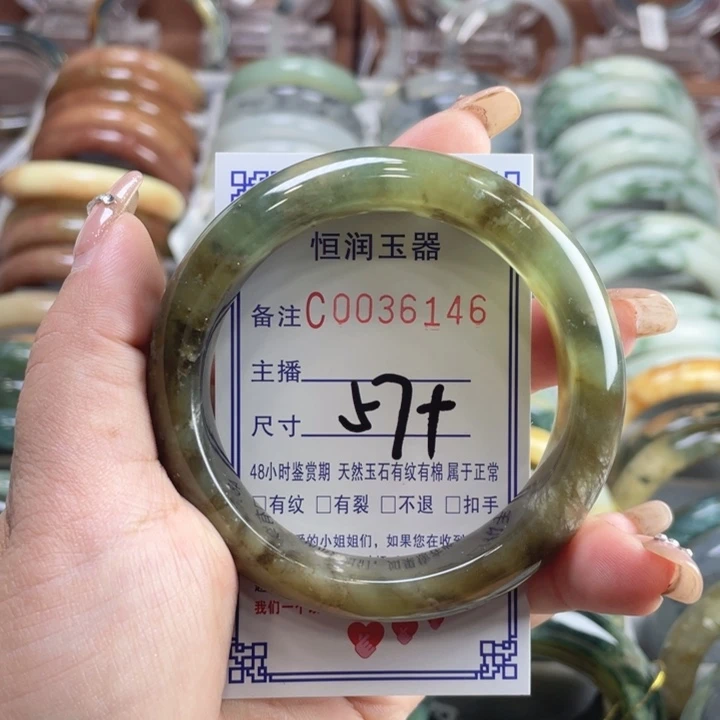 恒润玉器
备注C0036146
主播
尺寸 57+
48小时鉴赏期 天然玉石有纹有棉属于正常
□有纹 □有裂 □不退 □扣手
的小姐姐们，如果您在收到
我们一个